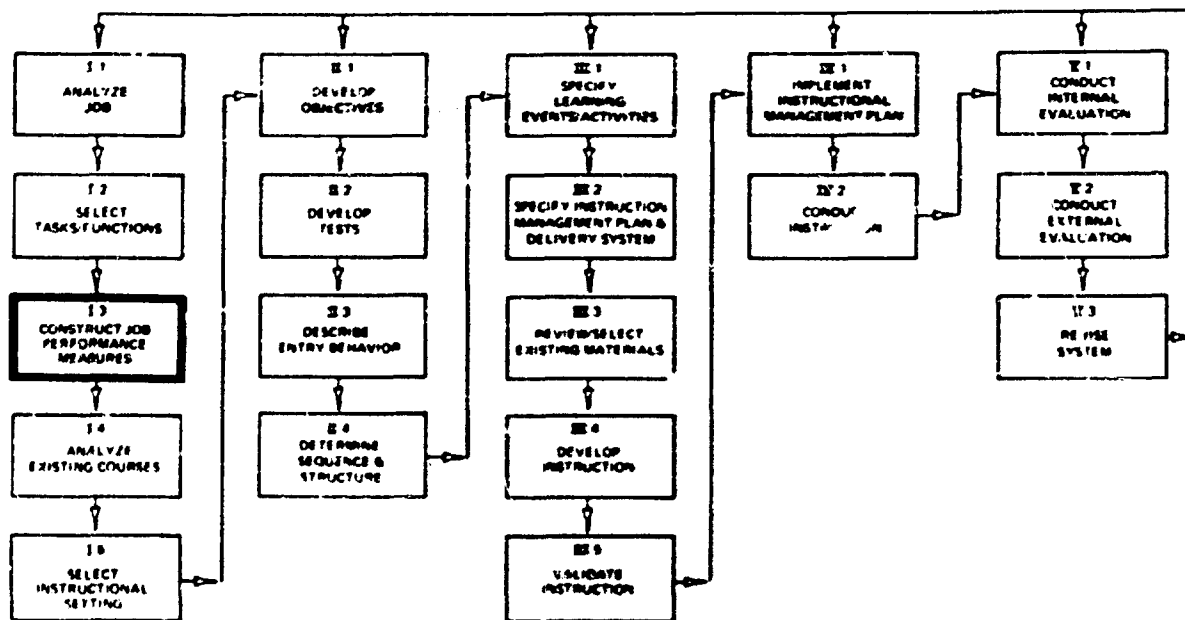 I 1
ANALYZE
JOB
I 2
SELECT
TASKS/FUNCTIONS
I 3
CONSTRUCT JOB
PERFORMANCE
MEASURES
I 4
ANALYZE
EXISTING COURSES
I 5
SELECT
INSTRUCTIONAL
SETTING
II 1
DEVELOP
OBJECTIVES
II 2
DEVELOP
TESTS
II 3
DESCRIBE
ENTRY BEHAVIOR
II 4
DETERMINE
SEQUENCE &
STRUCTURE
III 1
SPECIFY
LEARNING
EVENTS/ACTIVITIES
III 2
SPECIFY INSTRUCTION
MANAGEMENT PLAN &
DELIVERY SYSTEM
III 3
REVIEW/SELECT
EXISTING MATERIALS
III 4
DEVELOP
INSTRUCTION
III 5
VALIDATE
INSTRUCTION
IV 1
IMPLEMENT
INSTRUCTIONAL
MANAGEMENT PLAN
IV 2
V 1
CONDUCT
INTERNAL
EVALUATION
V 2
CONDUCT
EXTERNAL
EVALUATION
V 3
SYSTEM